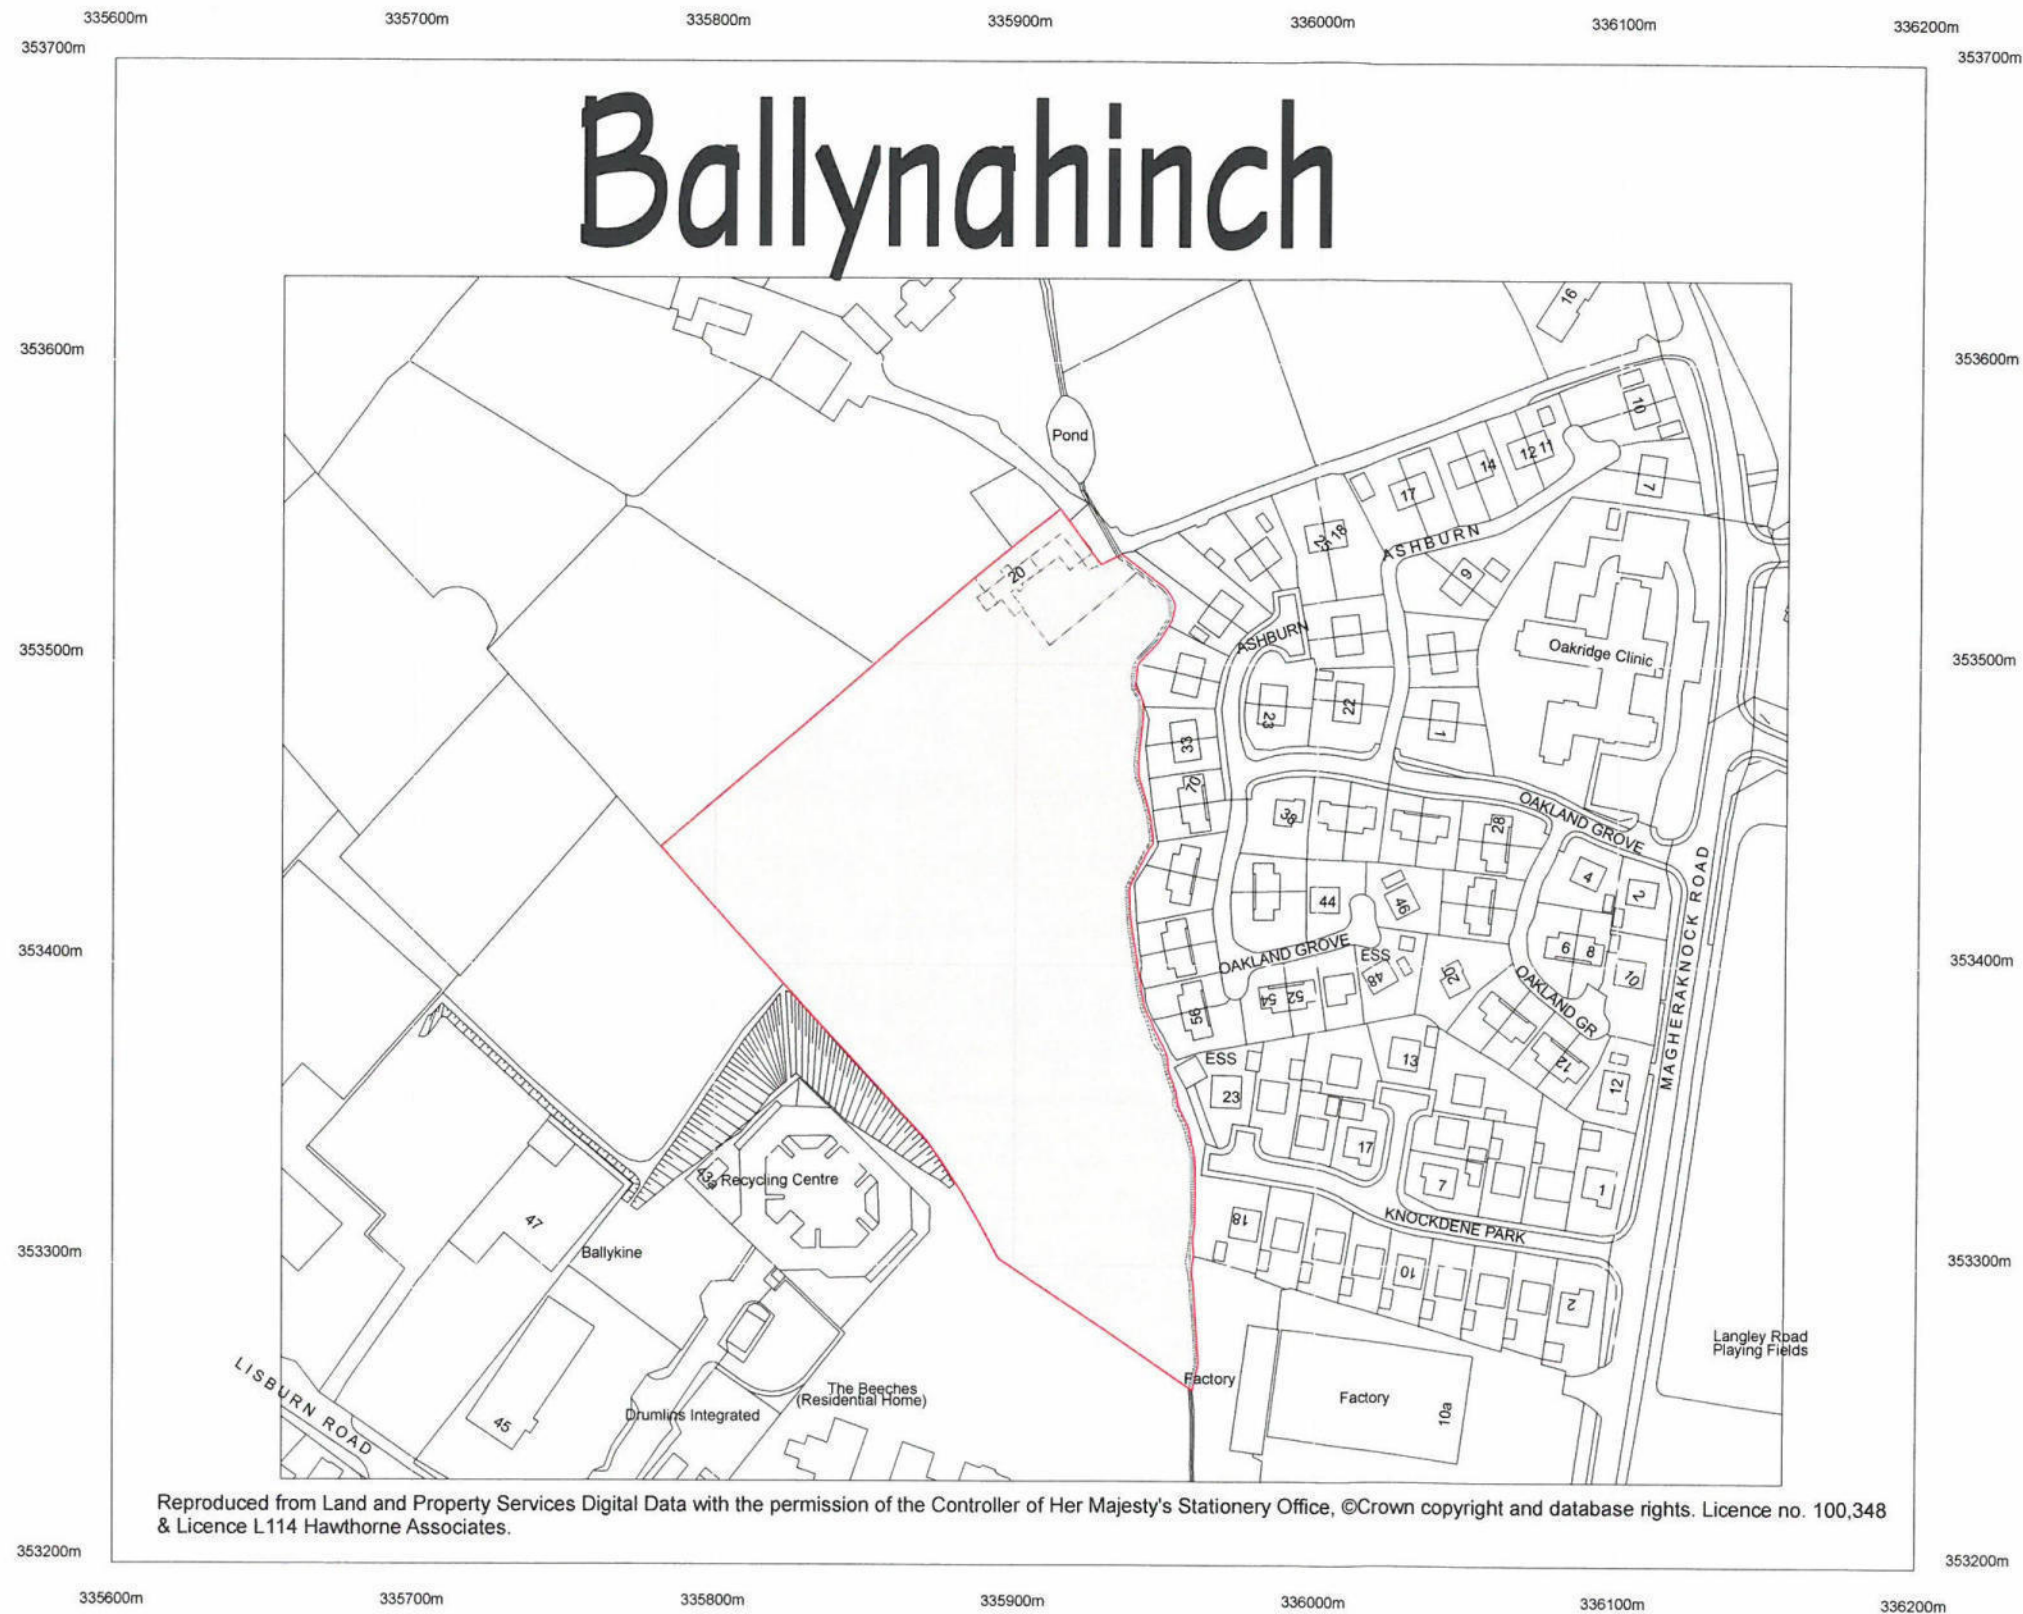 335600m 335700m 335800m 335900m 336000m 336100m 336200m
353700m 353700m
Ballynahinch
16
353600m 353600m
10
Pond
12 11
14
17
7
18
25
ASHBURN
9
20
ASHBURN
Oakridge Clinic
353500m 353500m
22
23
1
33
70
OAKLAND GROVE
38
28
4
2
MAGHERAKNOCK ROAD
44
46
6 8
OAKLAND GROVE
ESS
353400m 353400m
48
20
10
OAKLAND GR
54 52
56
ESS
13
12
12
23
17
43a
Recycling Centre
7
1
47
18
KNOCKDENE PARK
Ballykine
353300m 353300m
10
2
Langley Road
Playing Fields
LISBURN ROAD
Factory
The Beeches
(Residential Home)
Factory
10a
Drumlins Integrated
45
Reproduced from Land and Property Services Digital Data with the permission of the Controller of Her Majesty's Stationery Office, ©Crown copyright and database rights. Licence no. 100,348
& Licence L114 Hawthorne Associates.
353200m 353200m
335600m 335700m 335800m 335900m 336000m 336100m 336200m